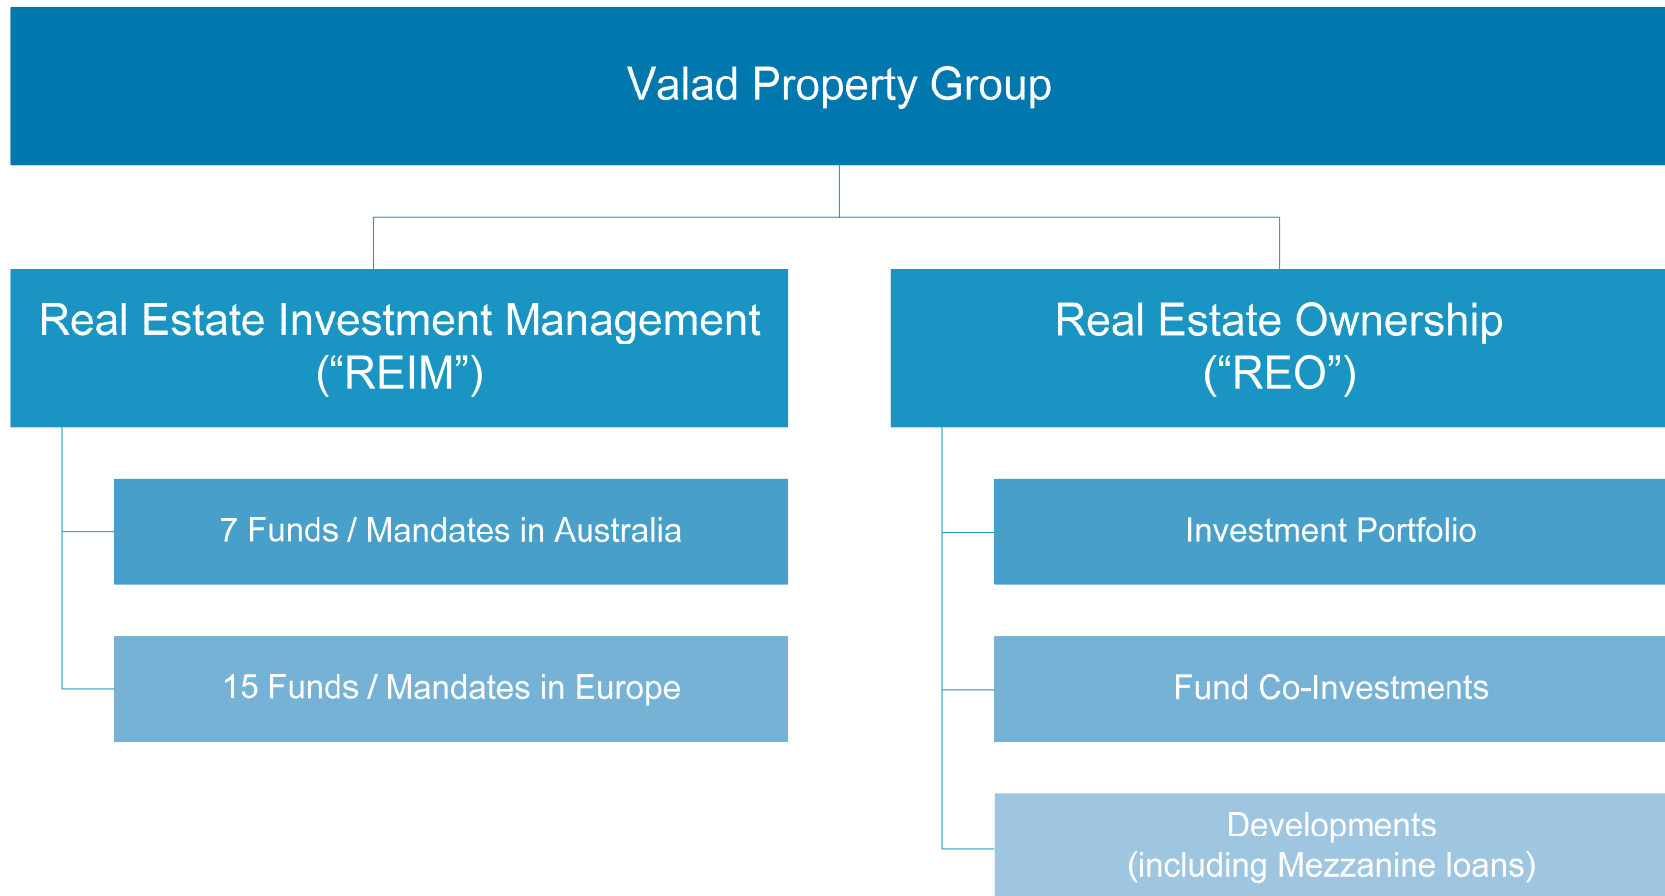 Valad Property Group
Real Estate Investment Management
(“REIM”)
7 Funds / Mandates in Australia
15 Funds / Mandates in Europe
Real Estate Ownership
(“REO”)
Investment Portfolio
Fund Co-Investments
Developments
(including Mezzanine loans)